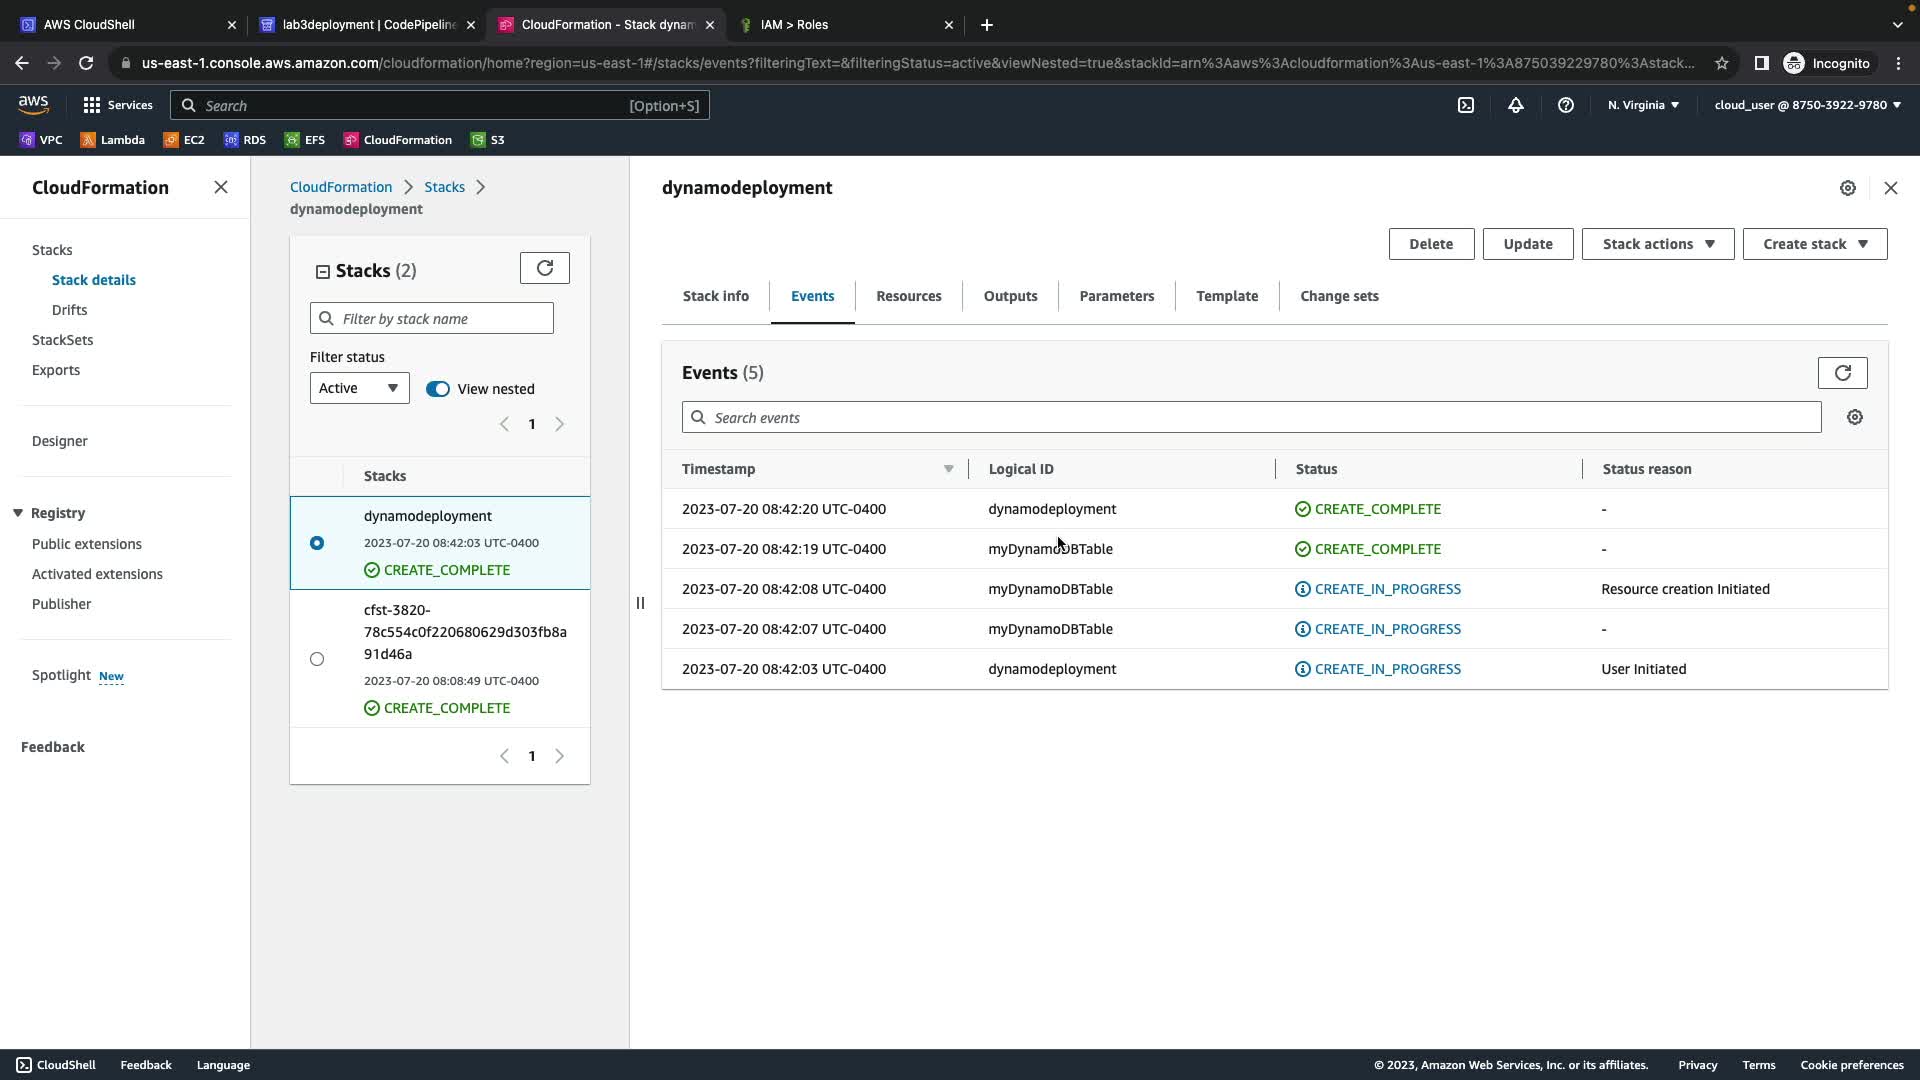 AWS CloudShell
lab3deployment | CodePipeline
CloudFormation - Stack dynam
IAM > Roles
us-east-1.console.aws.amazon.com/cloudformation/home?region=us-east-1#/stacks/events?filteringText=&filteringStatus=active&viewNested=true&stackId=arn%3Aaws%3Acloudformation%3Aus-east-1%3A875039229780%3Astack...
Incognito
aws
Services
Search
[Option+S]
N. Virginia
cloud_user @ 8750-3922-9780
VPC
Lambda
EC2
RDS
EFS
CloudFormation
S3
CloudFormation
Stacks
Stack details
Drifts
StackSets
Exports
Designer
Registry
Public extensions
Activated extensions
Publisher
Spotlight New
Feedback
CloudFormation > Stacks >
dynamodeployment
Stacks (2)
Filter by stack name
Filter status
Active
View nested
1
Stacks
dynamodeployment
2023-07-20 08:42:03 UTC-0400
CREATE_COMPLETE
cfst-3820-
78c554c0f220680629d303fb8a
91d46a
2023-07-20 08:08:49 UTC-0400
CREATE_COMPLETE
1
dynamodeployment
Delete
Update
Stack actions
Create stack
Stack info
Events
Resources
Outputs
Parameters
Template
Change sets
Events (5)
Search events
Timestamp Logical ID Status Status reason
2023-07-20 08:42:20 UTC-0400 dynamodeployment CREATE_COMPLETE -
2023-07-20 08:42:19 UTC-0400 myDynamoDBTable CREATE_COMPLETE -
2023-07-20 08:42:08 UTC-0400 myDynamoDBTable CREATE_IN_PROGRESS Resource creation Initiated
2023-07-20 08:42:07 UTC-0400 myDynamoDBTable CREATE_IN_PROGRESS -
2023-07-20 08:42:03 UTC-0400 dynamodeployment CREATE_IN_PROGRESS User Initiated
CloudShell
Feedback
Language
© 2023, Amazon Web Services, Inc. or its affiliates.
Privacy
Terms
Cookie preferences